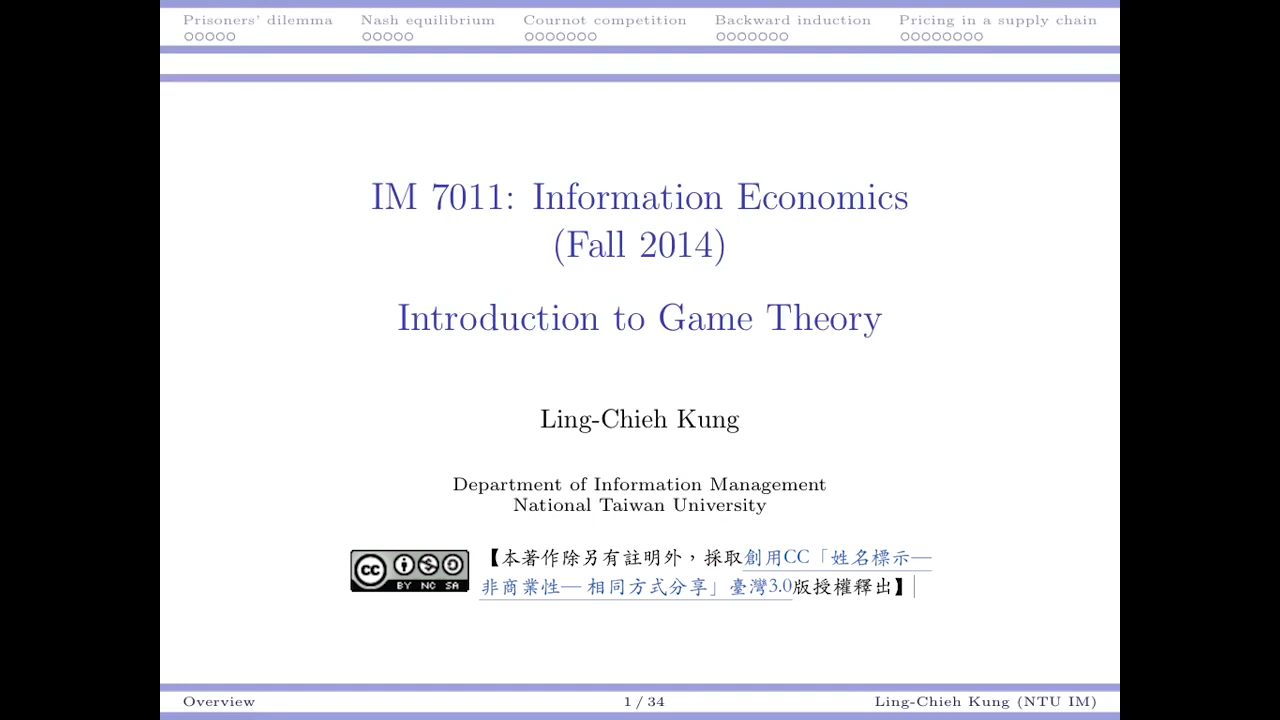 Prisoners' dilemma Nash equilibrium Cournot competition Backward induction Pricing in a supply chain
IM 7011: Information Economics
(Fall 2014)
Introduction to Game Theory
Ling-Chieh Kung
Department of Information Management
National Taiwan University
【本著作除另有註明外，採取創用CC「姓名標示—
非商業性—相同方式分享」臺灣3.0版授權釋出】
cc BY NC SA
Overview 1 / 34 Ling-Chieh Kung (NTU IM)